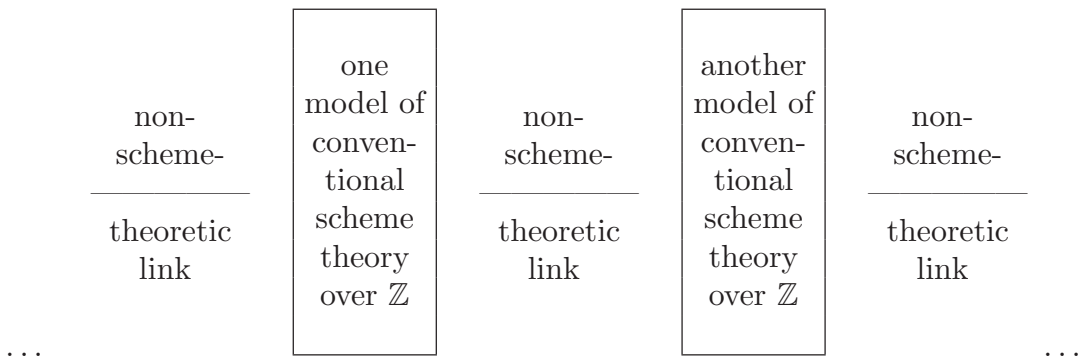 non-
scheme-
theoretic
link
one
model of
conven-
tional
scheme
theory
over ℤ
non-
scheme-
theoretic
link
another
model of
conven-
tional
scheme
theory
over ℤ
non-
scheme-
theoretic
link
...
...